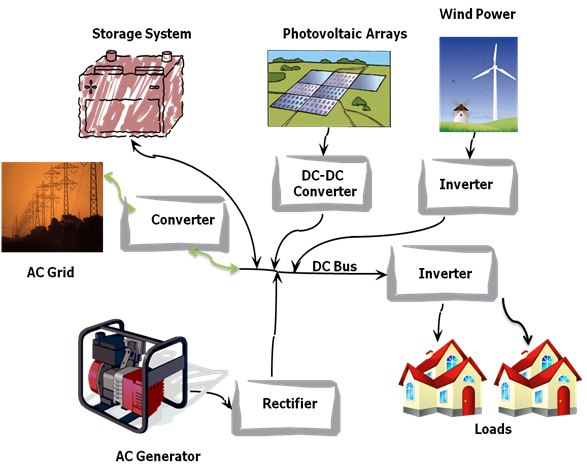 Wind Power
Storage System
Photovoltaic Arrays
DC-DC
Converter
Inverter
Converter
AC Grid
DC Bus
Inverter
Rectifier
Loads
AC Generator